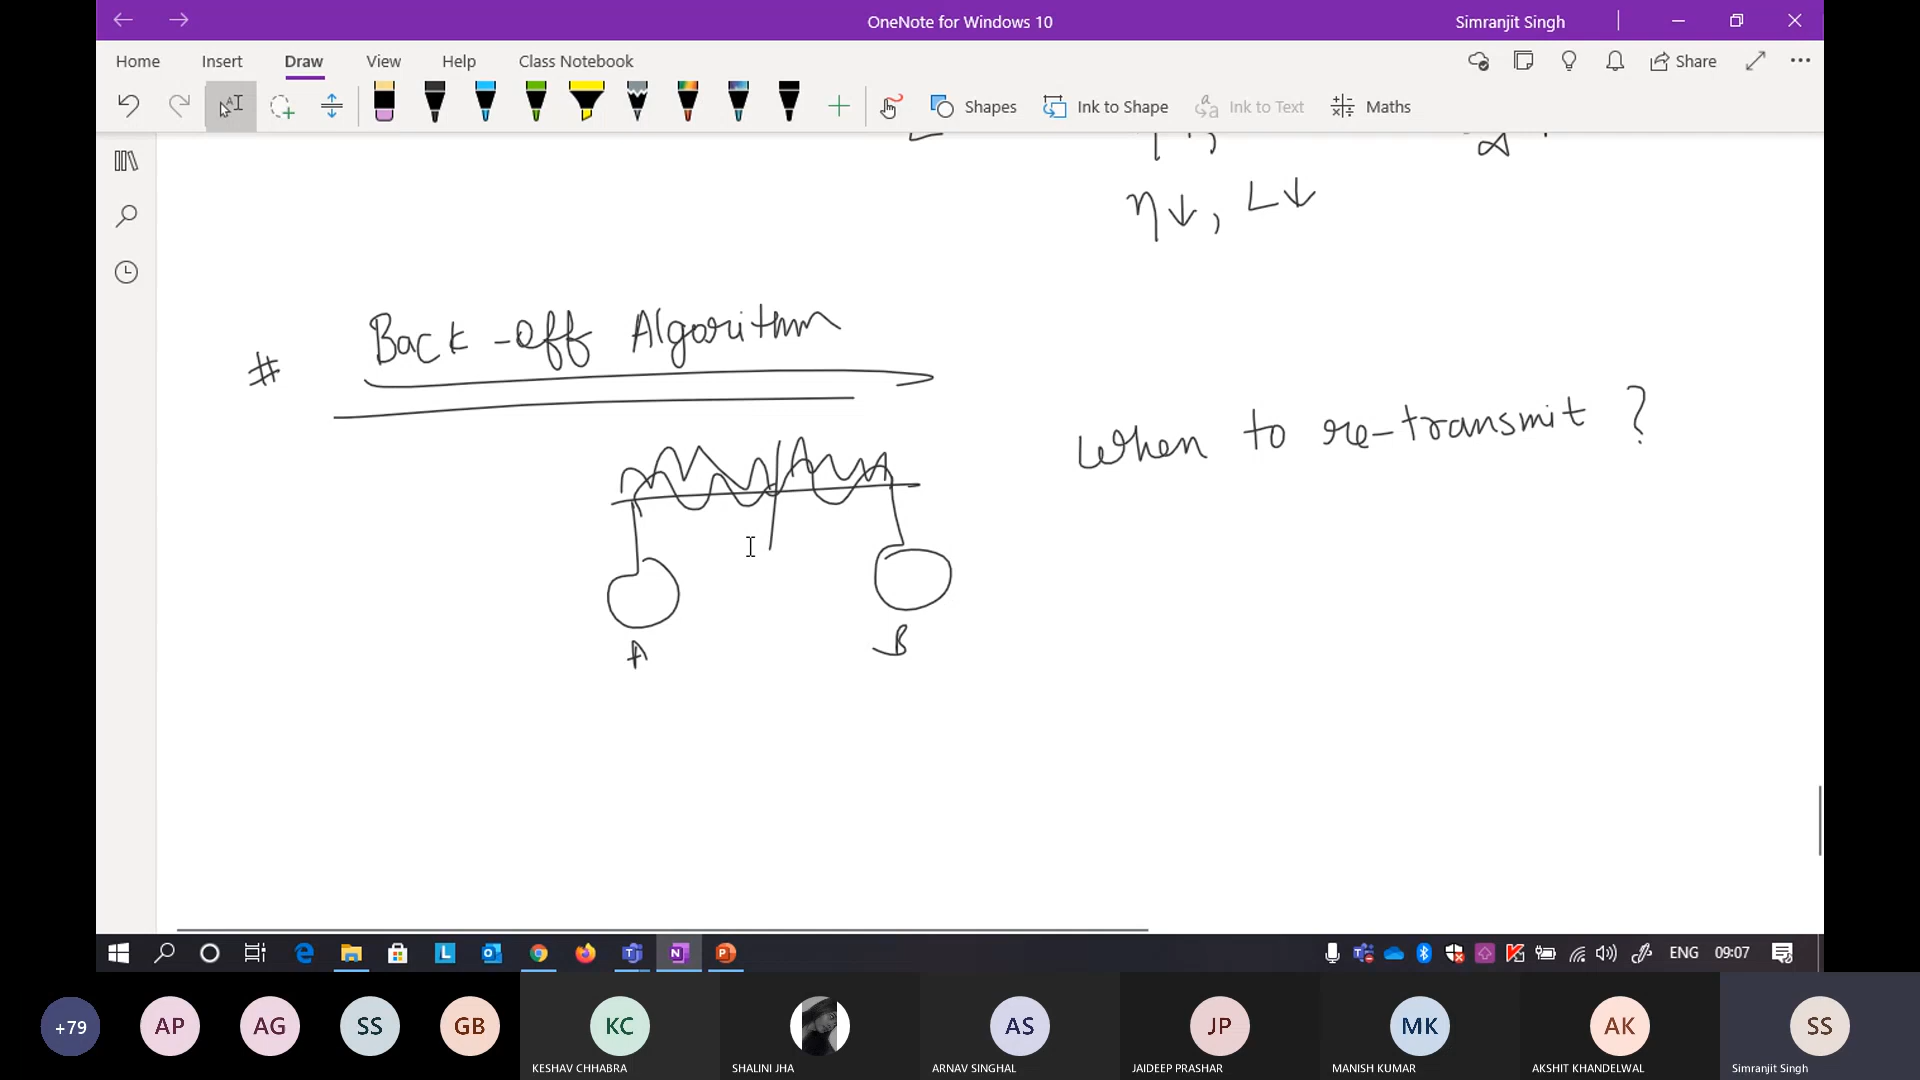 OneNote for Windows 10
Simranjit Singh
Home Insert Draw View Help Class Notebook
Share
Shapes Ink to Shape Ink to Text Maths
η↓, L↓
# Back-off Algorithm
When to re-transmit ?
A B
ENG 09:07
+79 AP AG SS GB KC AS JP MK AK SS
KESHAV CHHABRA SHALINI JHA ARNAV SINGHAL JAIDEEP PRASHAR MANISH KUMAR AKSHIT KHANDELWAL Simranjit Singh